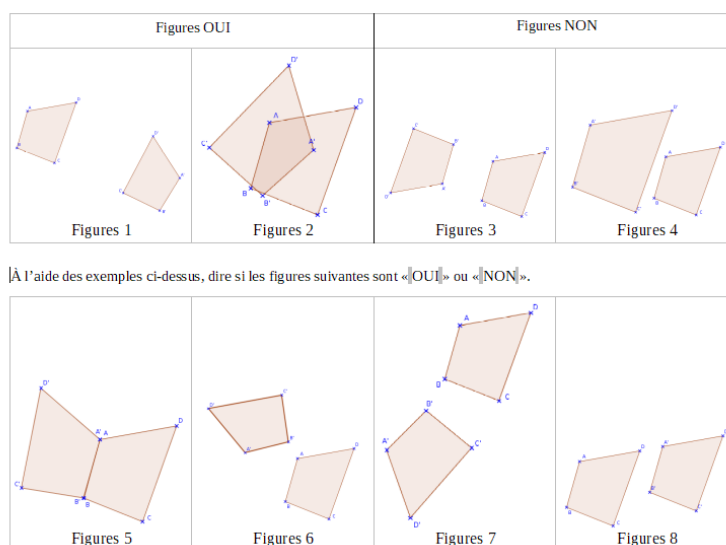 Figures OUI
Figures NON
A
D
B
C
D'
C'
A'
B'
Figures 1
D'
A
D
C'
A'
B
B'
C
Figures 2
C'
B'
D'
A'
A
D
B
C
Figures 3
A'
D'
B'
C'
A
D
B
C
Figures 4
À l'aide des exemples ci-dessus, dire si les figures suivantes sont « OUI » ou « NON ».
D'
A'
A
D
C'
B'
B
C
Figures 5
D'
C'
B'
A'
A
D
B
C
Figures 6
A
D
B
C
B'
A'
C'
D'
Figures 7
A
D
B
C
A'
D'
B'
C'
Figures 8